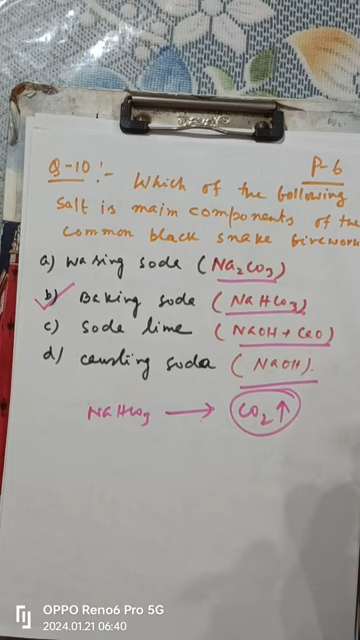 P-6
Q-10:- Which of the following
Salt is main components of the
Common black snake firework
a) Wasing soda (Na2CO3)
b) Baking soda (NaHCO3)
c) Soda lime (NaOH + CaO)
d) Causting soda (NaOH).
NaHCO3 → CO2↑
OPPO Reno6 Pro 5G
2024.01.21 06:40